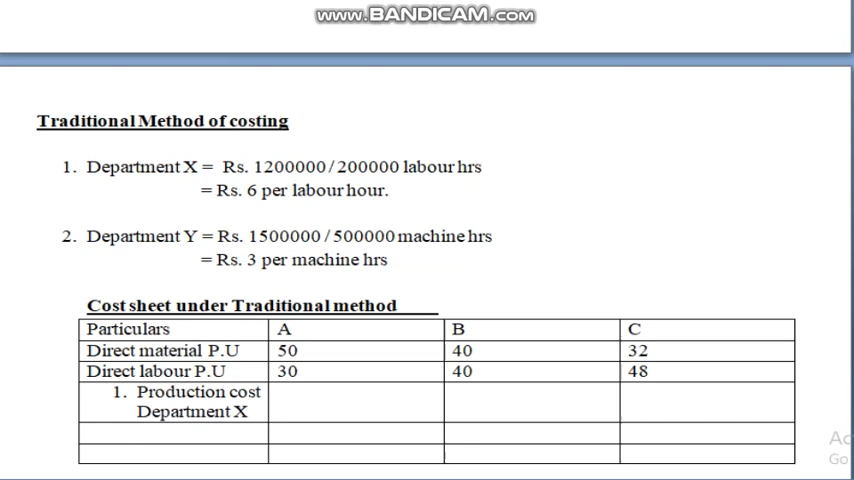 www.BANDICAM.com
Traditional Method of costing
1. Department X = Rs. 1200000 / 200000 labour hrs
= Rs. 6 per labour hour.
2. Department Y = Rs. 1500000 / 500000 machine hrs
= Rs. 3 per machine hrs
Cost sheet under Traditional method
Particulars A B C
Direct material P.U 50 40 32
Direct labour P.U 30 40 48
1. Production cost
Department X
Ac
Go